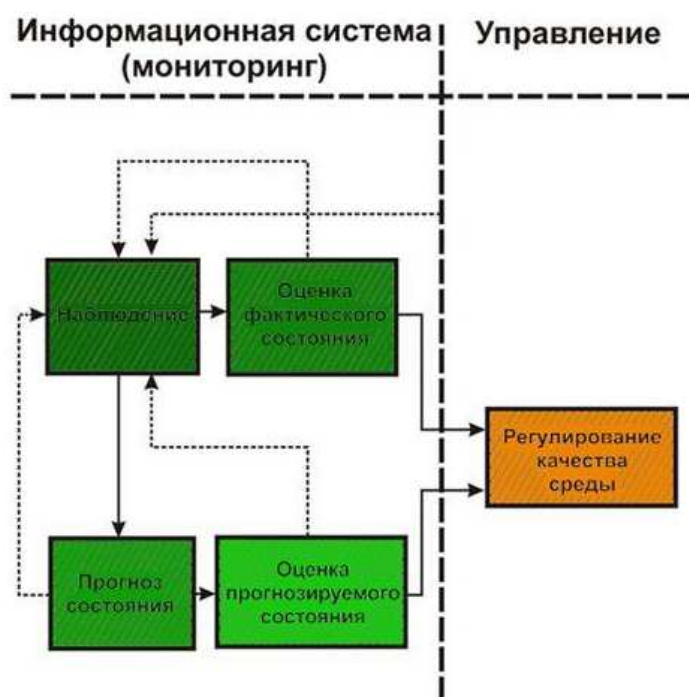 Информационная система
(мониторинг)
Управление
Наблюдение
Оценка
фактического
состояния
Регулирование
качества
среды
Прогноз
состояния
Оценка
прогнозируемого
состояния